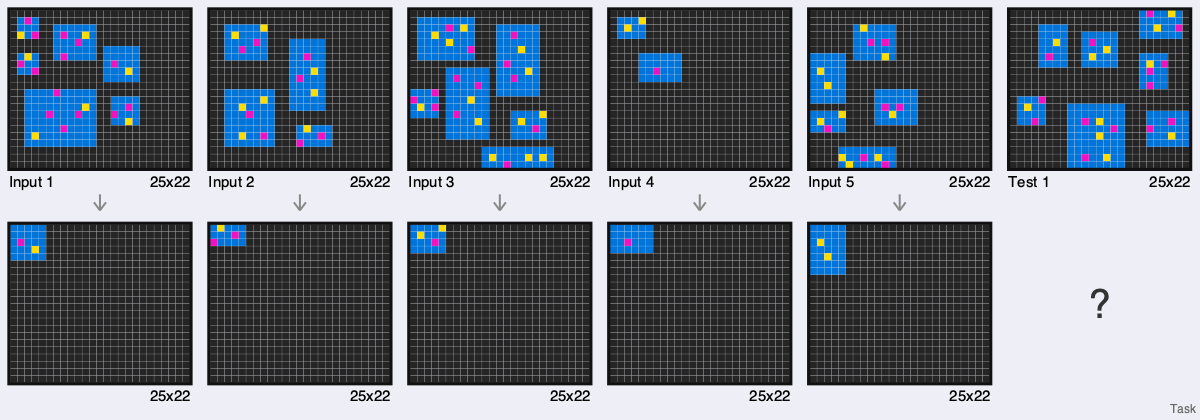 Input 1 25x22
Input 2 25x22
Input 3 25x22
Input 4 25x22
Input 5 25x22
Test 1 25x22
?
25x22
25x22
25x22
25x22
25x22
Task